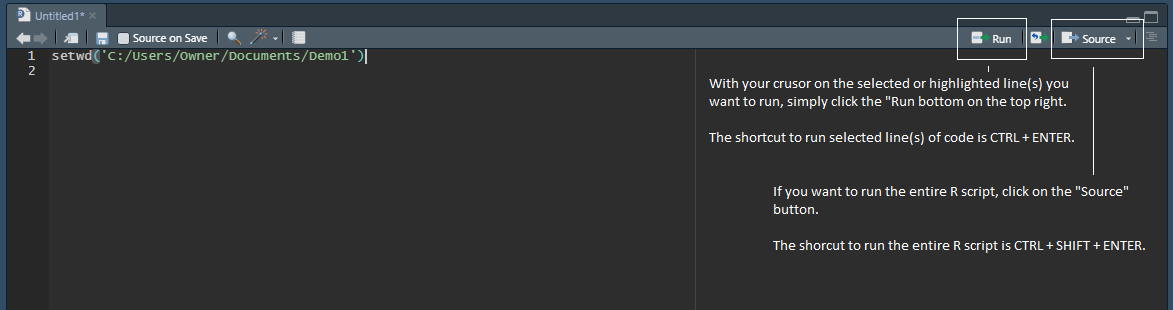 Untitled1*
Source on Save
Run
Source
1 setwd('C:/Users/Owner/Documents/Demo1')
2
With your crusor on the selected or highlighted line(s) you
want to run, simply click the "Run bottom on the top right.
The shortcut to run selected line(s) of code is CTRL + ENTER.
If you want to run the entire R script, click on the "Source"
button.
The shorcut to run the entire R script is CTRL + SHIFT + ENTER.